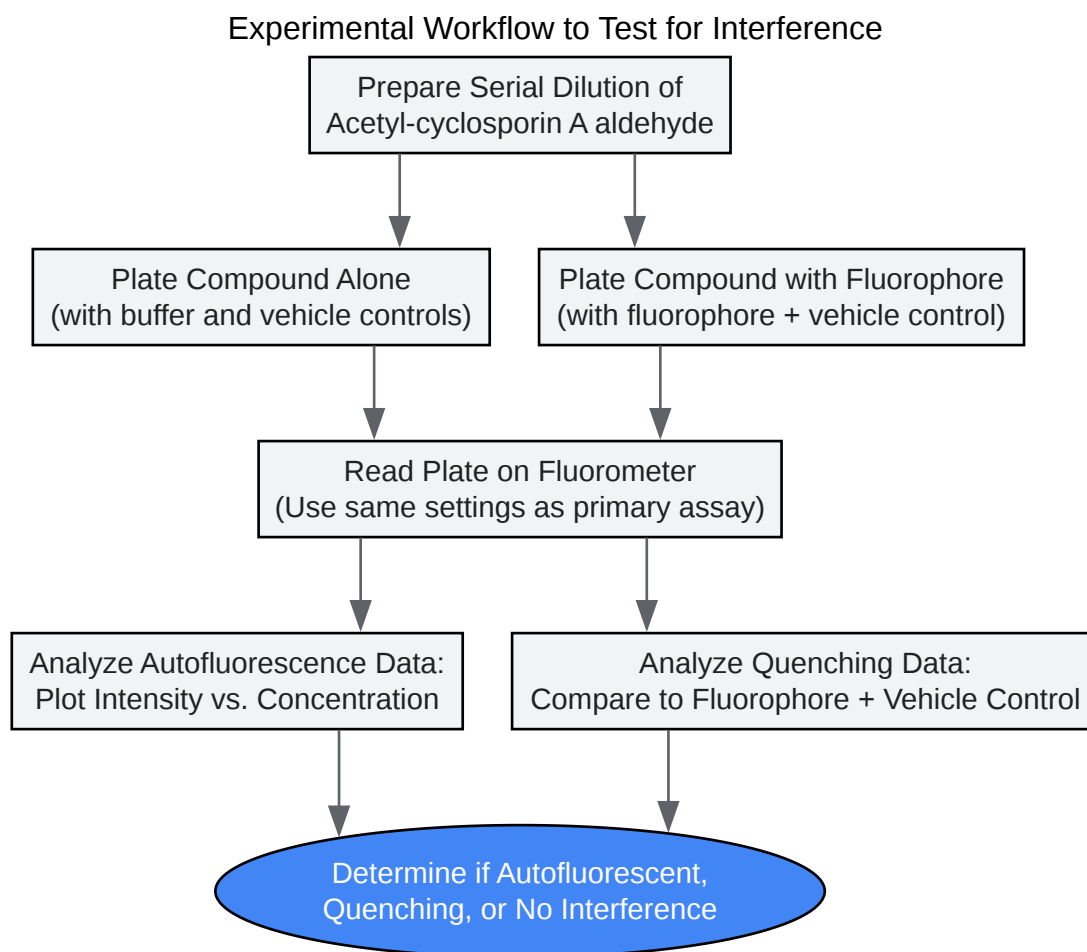 Experimental Workflow to Test for Interference
Prepare Serial Dilution of
Acetyl-cyclosporin A aldehyde
Plate Compound Alone
(with buffer and vehicle controls)
Plate Compound with Fluorophore
(with fluorophore + vehicle control)
Read Plate on Fluorometer
(Use same settings as primary assay)
Analyze Autofluorescence Data:
Plot Intensity vs. Concentration
Analyze Quenching Data:
Compare to Fluorophore + Vehicle Control
Determine if Autofluorescent,
Quenching, or No Interference